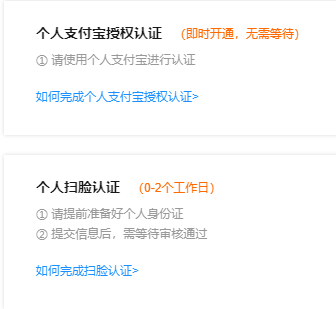 个人支付宝授权认证 （即时开通，无需等待）
① 请使用个人支付宝进行认证
如何完成个人支付宝授权认证>
个人扫脸认证 （0-2个工作日）
① 请提前准备好个人身份证
② 提交信息后，需等待审核通过
如何完成扫脸认证>